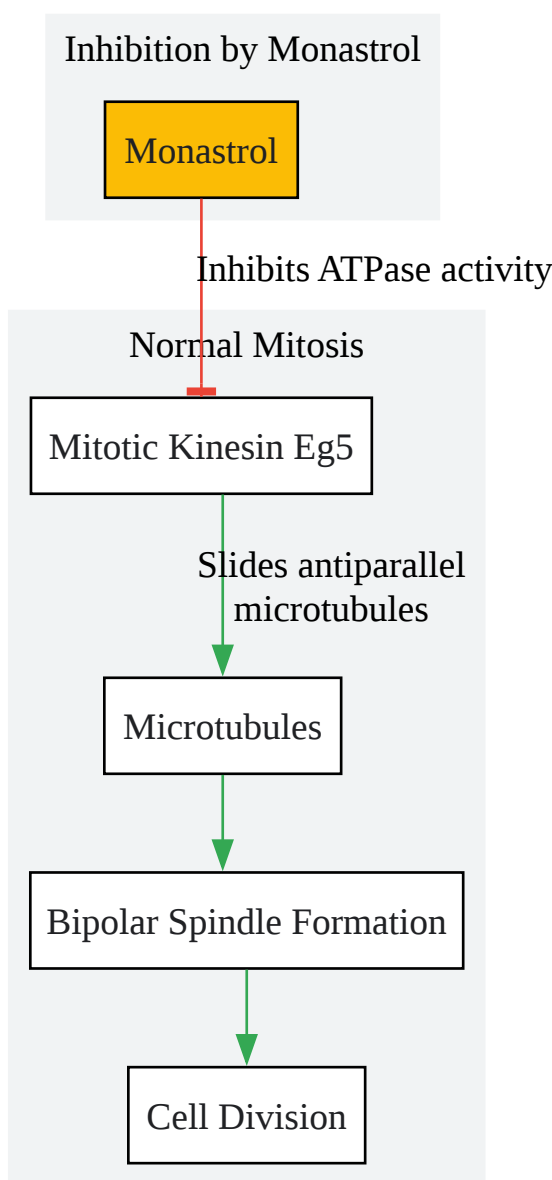 Inhibition by Monastrol
Monastrol
Inhibits ATPase activity
Normal Mitosis
Mitotic Kinesin Eg5
Slides antiparallel
microtubules
Microtubules
Bipolar Spindle Formation
Cell Division